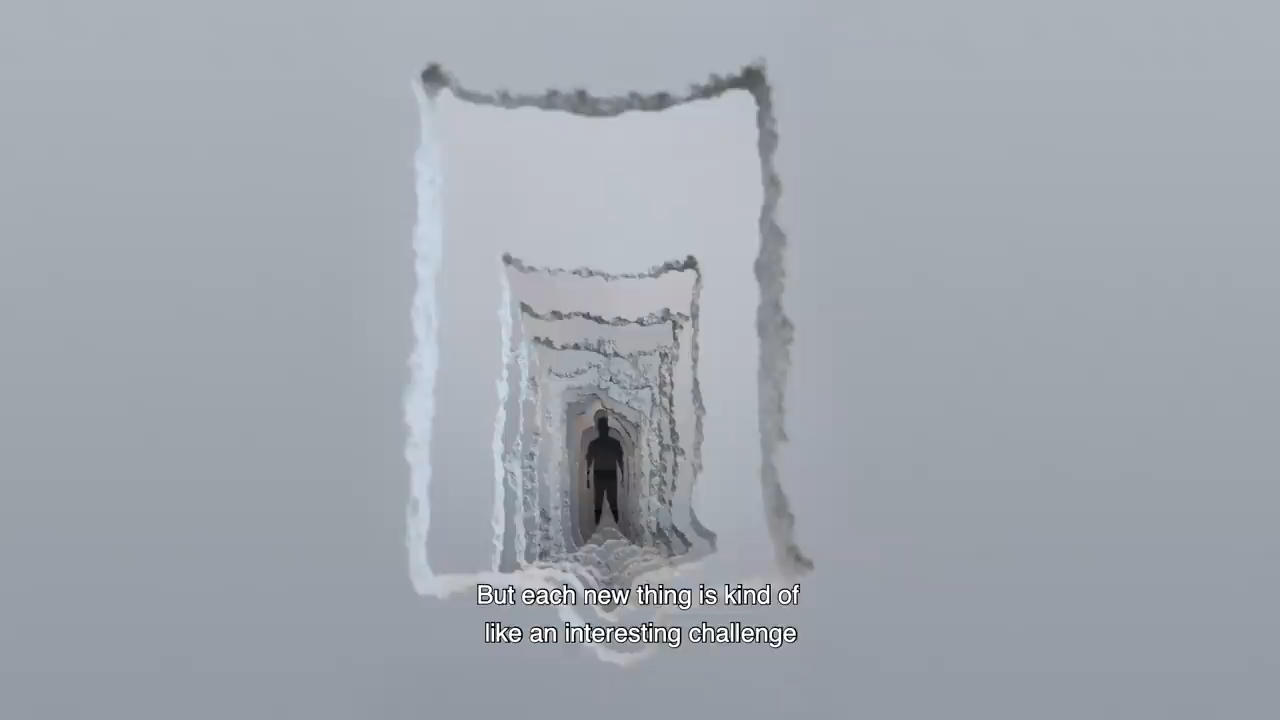 But each new thing is kind of
like an interesting challenge